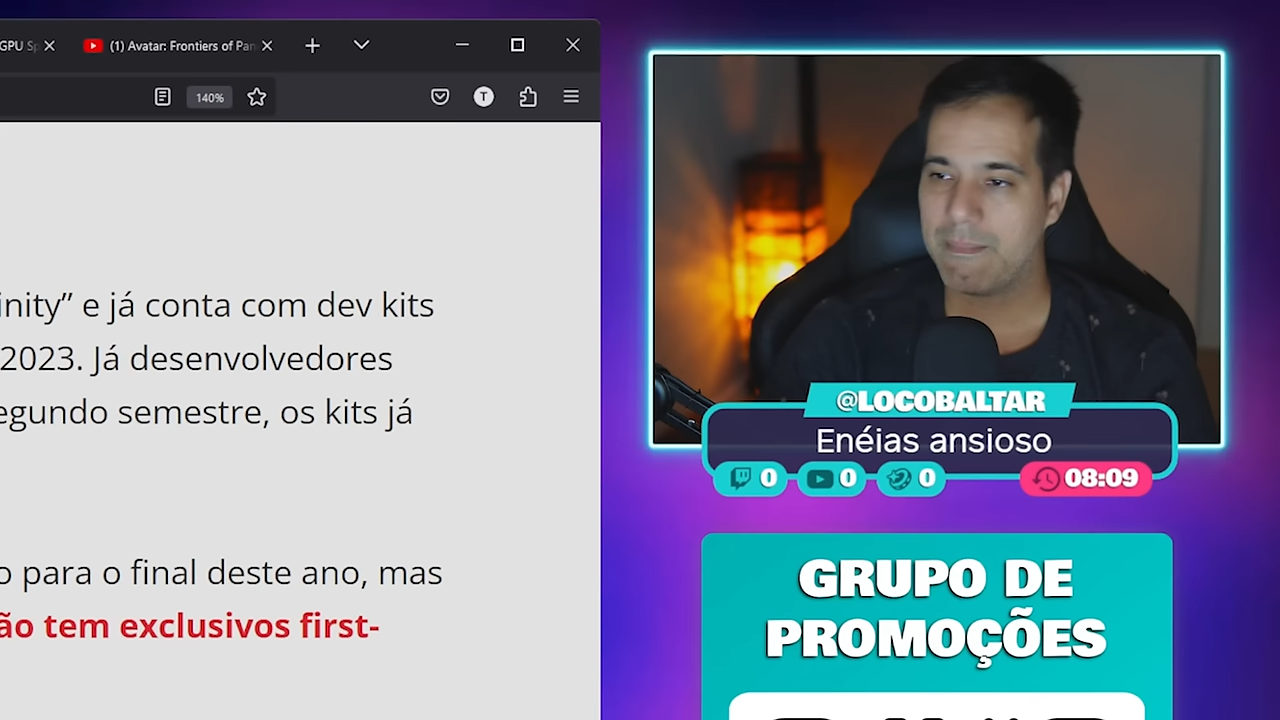 GPU Sp
(1) Avatar: Frontiers of Pan
140%
T
inity” e já conta com dev kits
2023. Já desenvolvedores
egundo semestre, os kits já
o para o final deste ano, mas
ão tem exclusivos first-
@LOCOBALTAR
Enéias ansioso
0 0 0 08:09
GRUPO DE
PROMOÇÕES